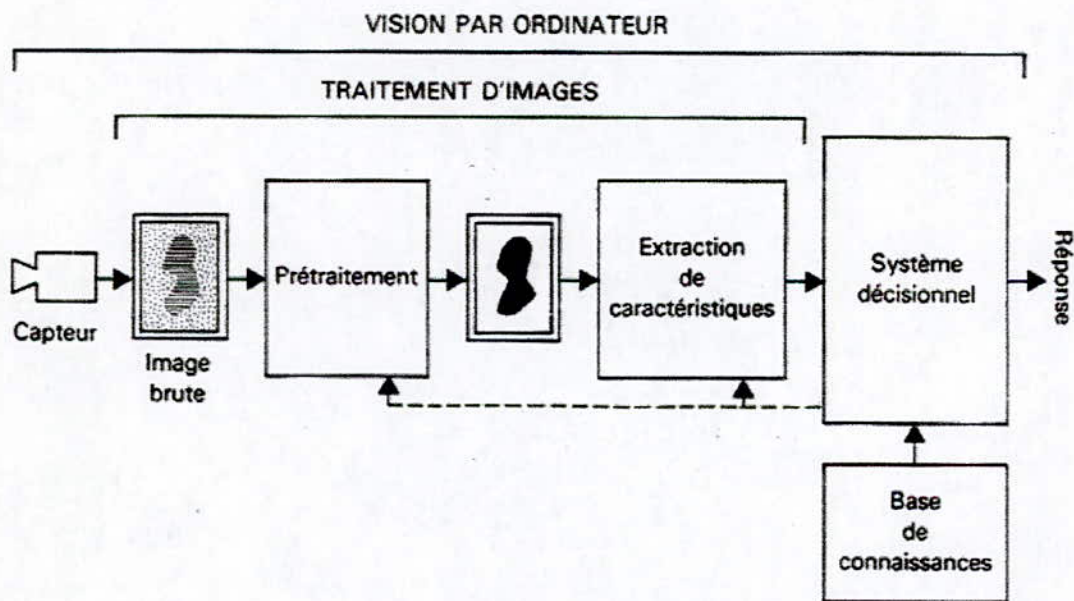 VISION PAR ORDINATEUR
TRAITEMENT D'IMAGES
Capteur
Image
brute
Prétraitement
Extraction
de
caractéristiques
Système
décisionnel
Réponse
Base
de
connaissances